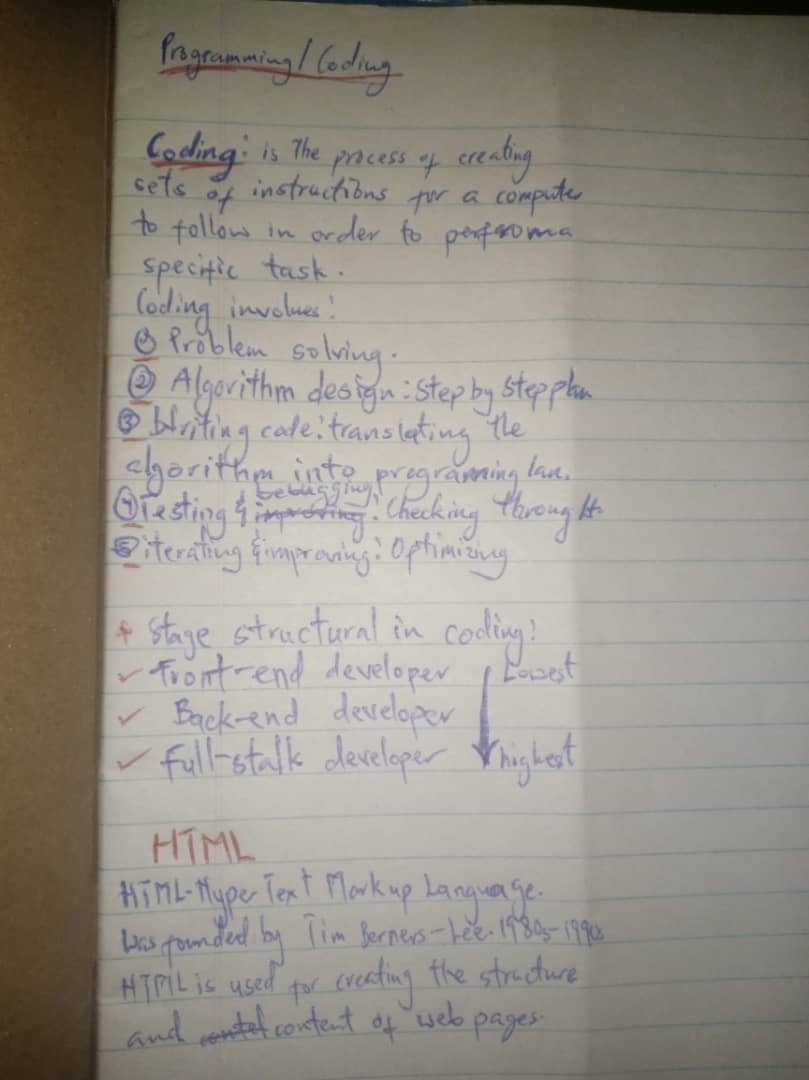 Programming/Coding
Coding: is The process of creating
sets of instructions for a computer
to follow in order to perform a
specific task.
Coding involves:
① Problem solving.
② Algorithm design: Step by step plan
③ Writing code: translating the
algorithm into programming lan.
bebugging
④ Testing & improving: Checking through it.
⑤ iterating & improving: Optimizing
* Stage structural in coding:
✓ Front-end developer Lowest
✓ Back-end developer
✓ Full-stalk developer highest
HTML
HTML-Hyper Text Markup Language.
Was founded by Tim Berners-Lee. 1980s-1990s
HTML is used for creating the structure
and content of web pages.